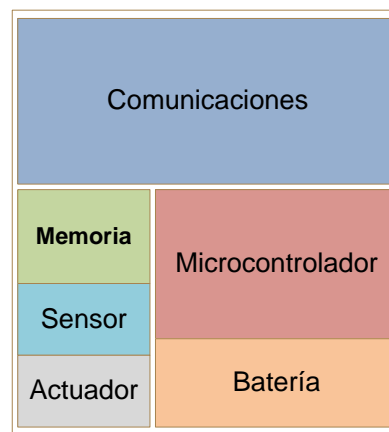 Comunicaciones
Memoria
Sensor
Actuador
Microcontrolador
Batería